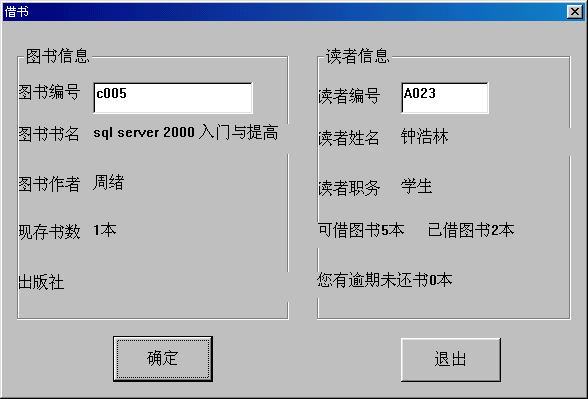 借书
图书信息
图书编号 c005
图书书名 sql server 2000 入门与提高
图书作者 周绪
现存书数 1本
出版社
读者信息
读者编号 A023
读者姓名 钟浩林
读者职务 学生
可借图书5本 已借图书2本
您有逾期未还书0本
确定
退出